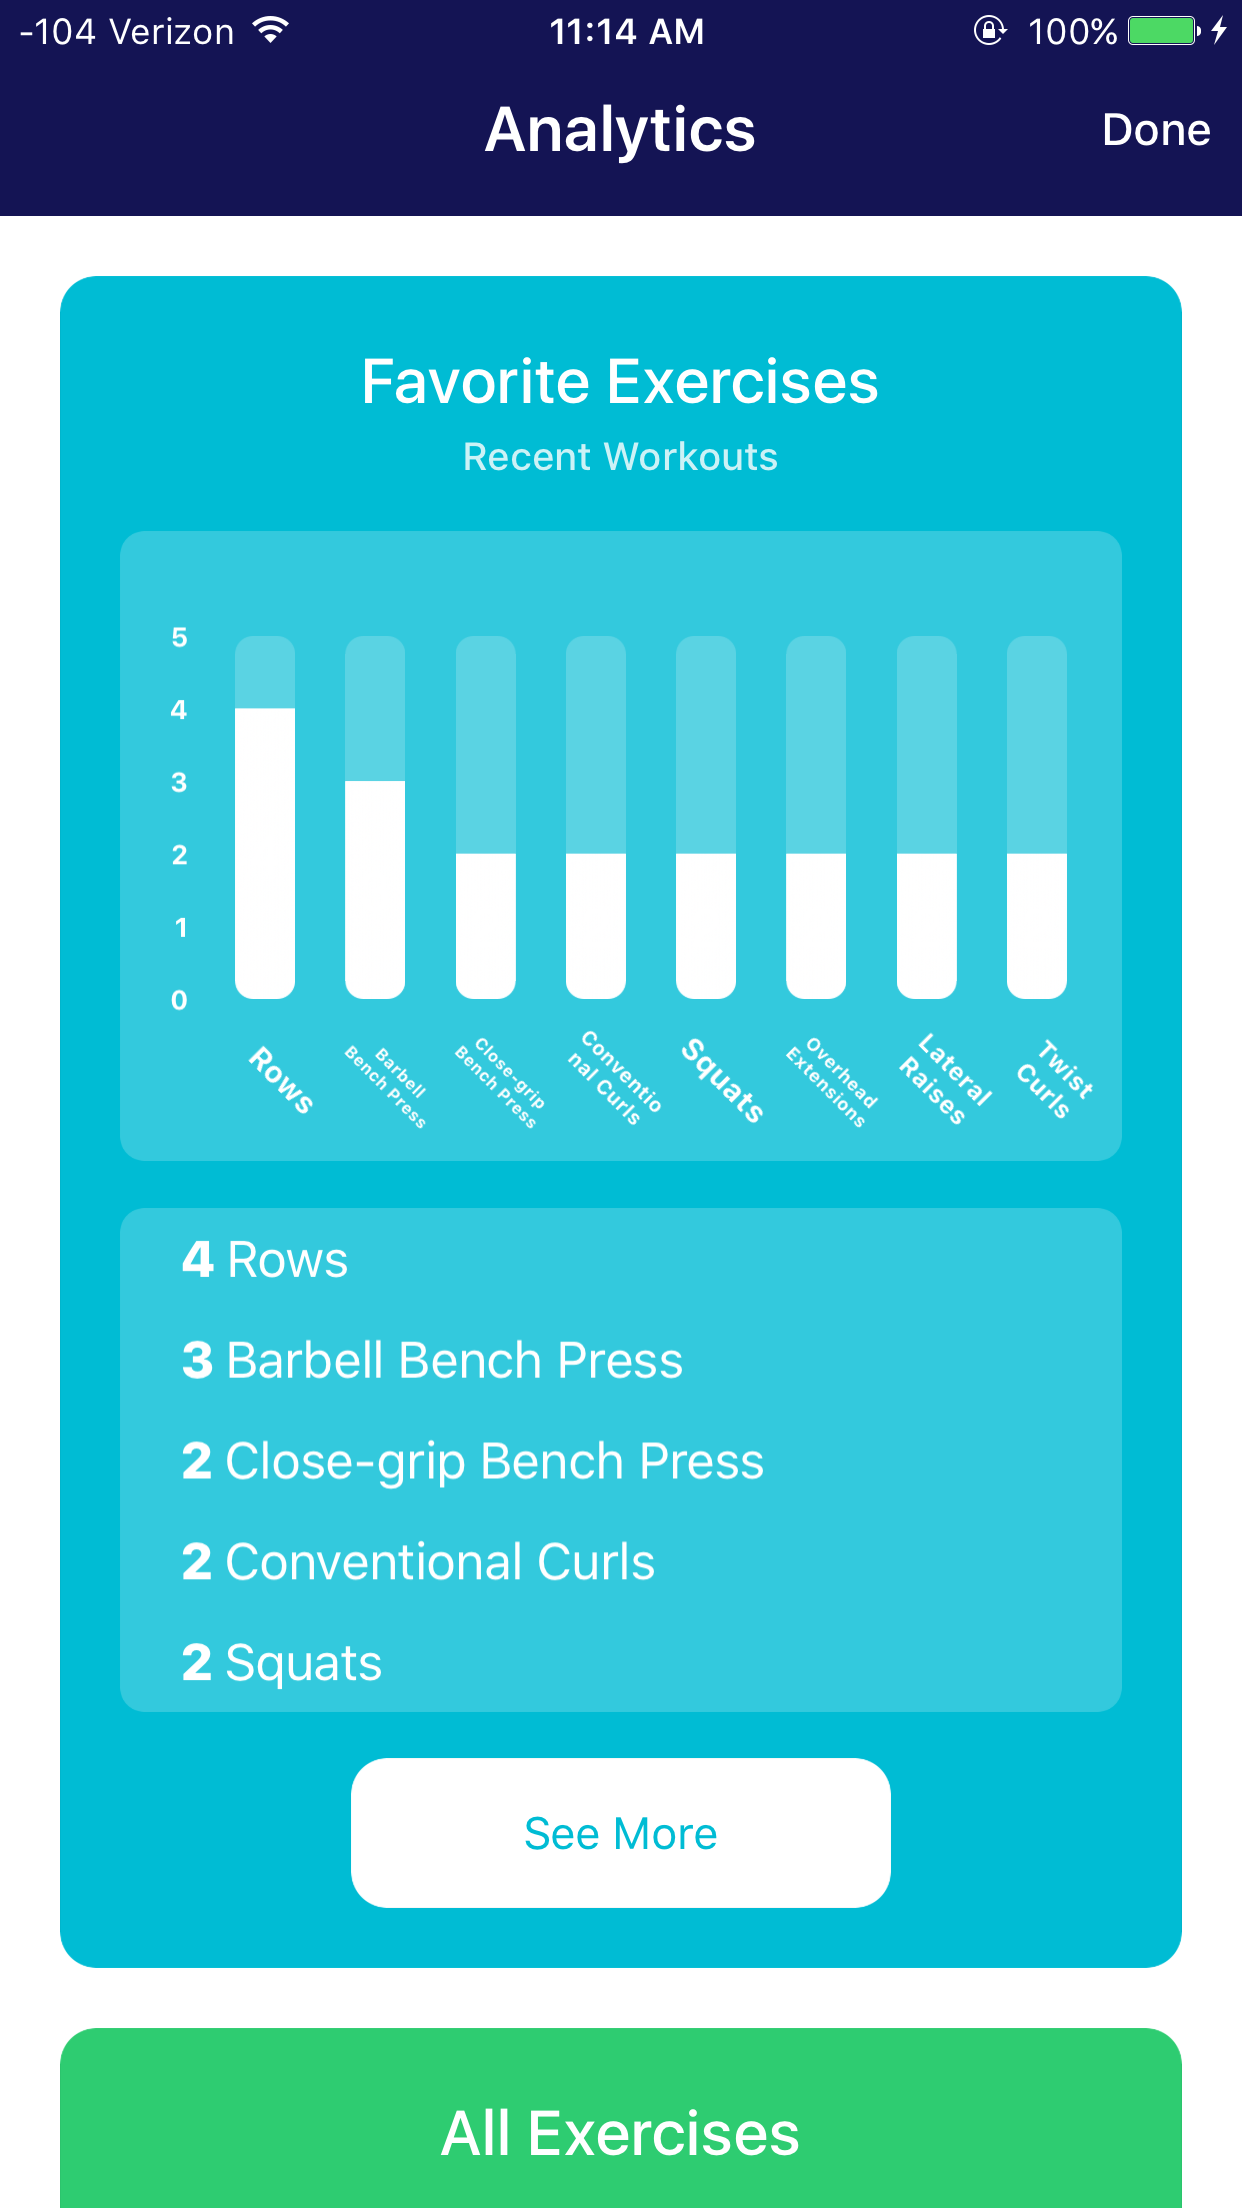 -104 Verizon 11:14 AM 100%
Analytics
Done
Favorite Exercises
Recent Workouts
5
4
3
2
1
0
Rows
Barbell
Bench Press
Close-grip
Bench Press
Conventio
nal Curls
Squats
Overhead
Extensions
Lateral
Raises
Twist
Curls
4 Rows
3 Barbell Bench Press
2 Close-grip Bench Press
2 Conventional Curls
2 Squats
See More
All Exercises